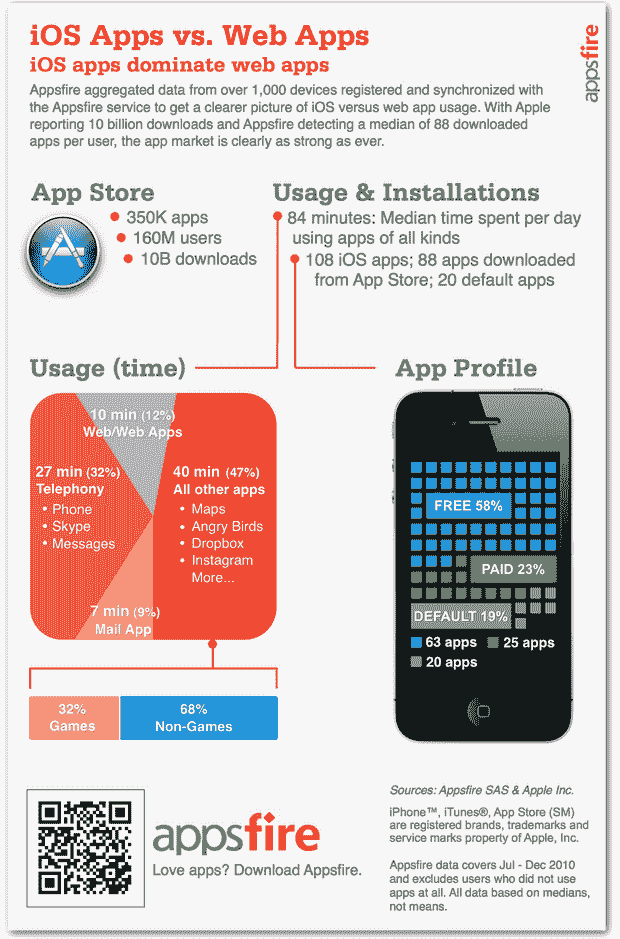 iOS Apps vs. Web Apps
iOS apps dominate web apps
appsfire
Appsfire aggregated data from over 1,000 devices registered and synchronized with
the Appsfire service to get a clearer picture of iOS versus web app usage. With Apple
reporting 10 billion downloads and Appsfire detecting a median of 88 downloaded
apps per user, the app market is clearly as strong as ever.
App Store
• 350K apps
• 160M users
• 10B downloads
Usage & Installations
84 minutes: Median time spent per day
using apps of all kinds
108 iOS apps; 88 apps downloaded
from App Store; 20 default apps
Usage (time)
10 min (12%)
Web/Web Apps
27 min (32%)
Telephony
• Phone
• Skype
• Messages
40 min (47%)
All other apps
• Maps
• Angry Birds
• Dropbox
• Instagram
More...
7 min (9%)
Mail App
32%
Games
68%
Non-Games
App Profile
FREE 58%
PAID 23%
DEFAULT 19%
63 apps
25 apps
20 apps
appsfire
Love apps? Download Appsfire.
Sources: Appsfire SAS & Apple Inc.
iPhone™, iTunes®, App Store (SM)
are registered brands, trademarks and
service marks property of Apple, Inc.
Appsfire data covers Jul - Dec 2010
and excludes users who did not use
apps at all. All data based on medians,
not means.